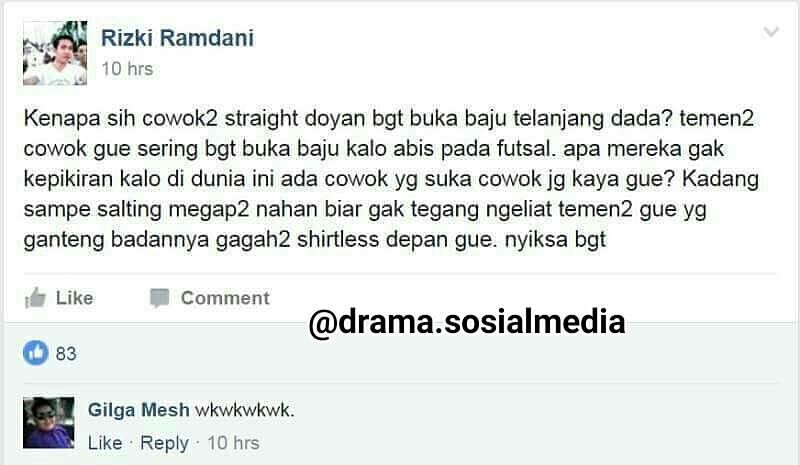 Rizki Ramdani
10 hrs
Kenapa sih cowok2 straight doyan bgt buka baju telanjang dada? temen2
cowok gue sering bgt buka baju kalo abis pada futsal. apa mereka gak
kepikiran kalo di dunia ini ada cowok yg suka cowok jg kaya gue? Kadang
sampe salting megap2 nahan biar gak tegang ngeliat temen2 gue yg
ganteng badannya gagah2 shirtless depan gue. nyiksa bgt
Like Comment
@drama.sosialmedia
83
Gilga Mesh wkwkwkwk.
Like · Reply · 10 hrs